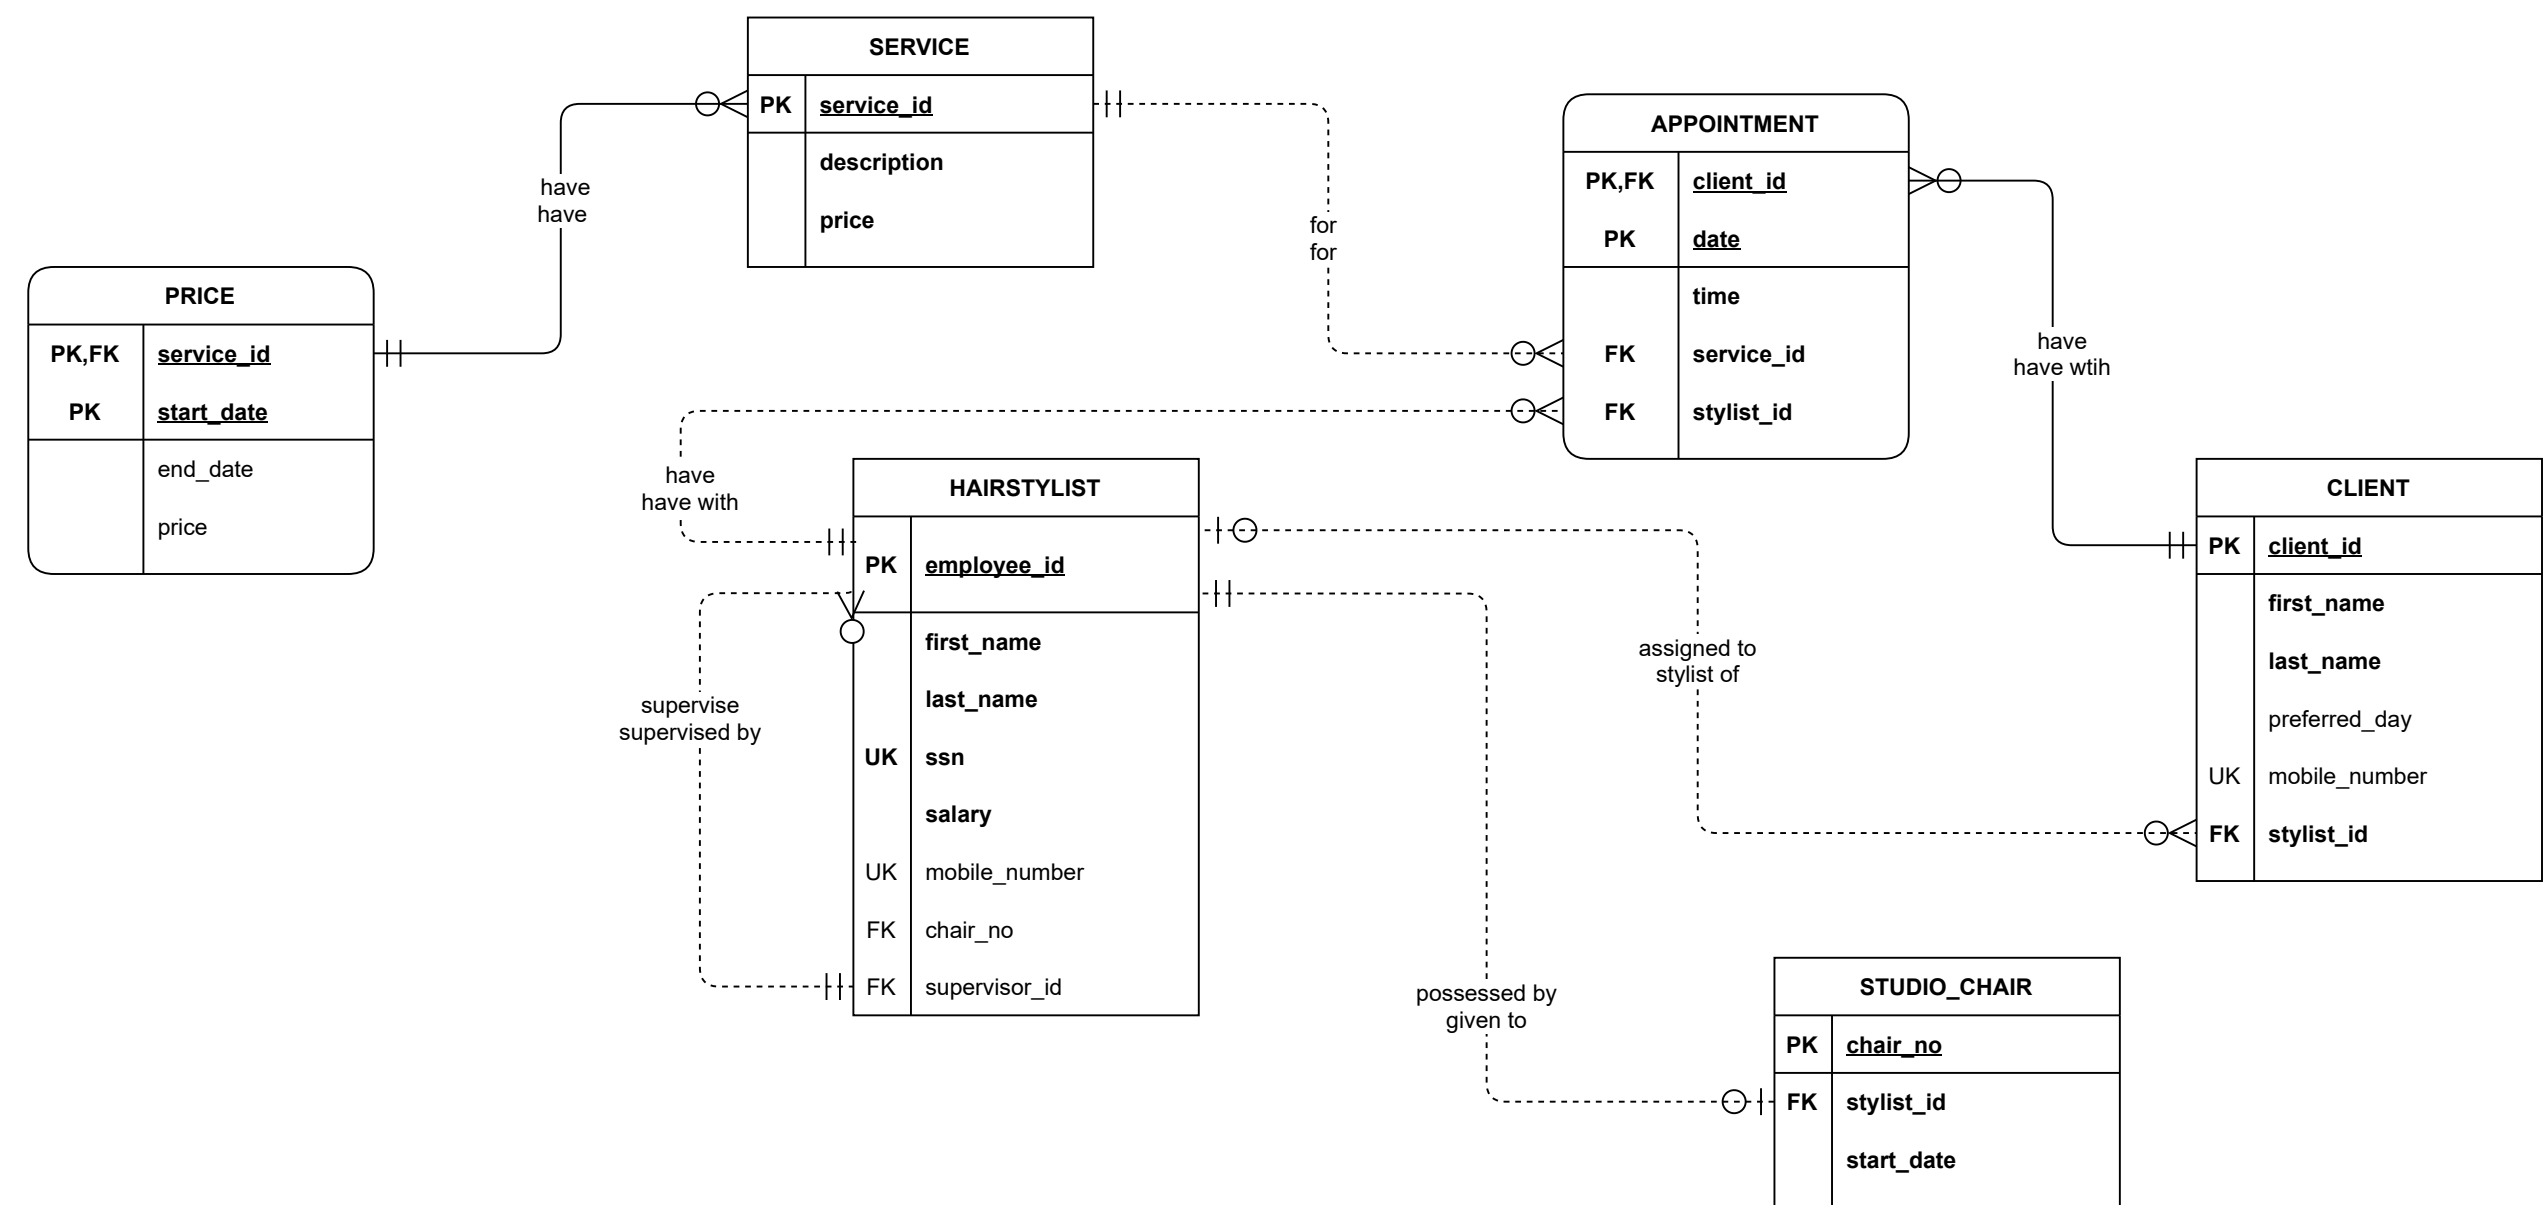 SERVICE
PK service_id
description
price
have
have
PRICE
PK,FK service_id
PK start_date
end_date
price
for
for
APPOINTMENT
PK,FK client_id
PK date
time
FK service_id
FK stylist_id
have
have wtih
have
have with
HAIRSTYLIST
PK employee_id
first_name
last_name
UK ssn
salary
UK mobile_number
FK chair_no
FK supervisor_id
supervise
supervised by
assigned to
stylist of
CLIENT
PK client_id
first_name
last_name
preferred_day
UK mobile_number
FK stylist_id
possessed by
given to
STUDIO_CHAIR
PK chair_no
FK stylist_id
start_date